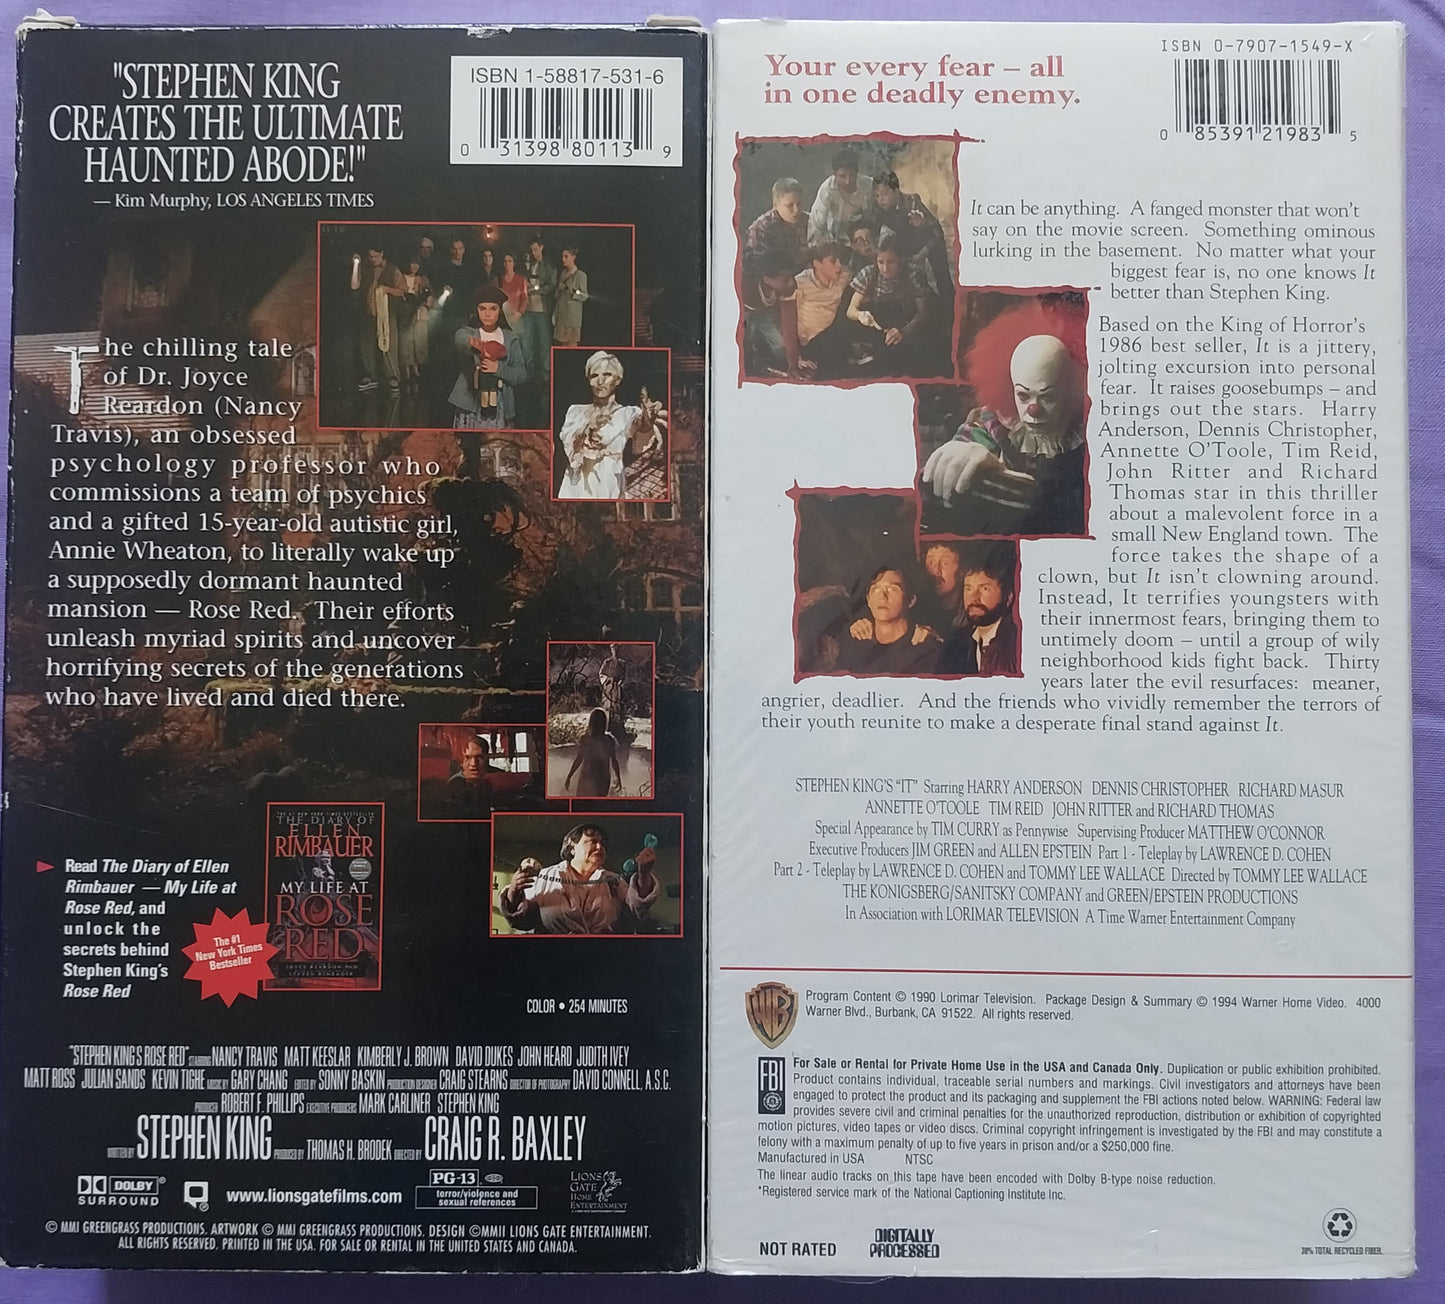 "STEPHEN KING
CREATES THE ULTIMATE
HAUNTED ABODE!"
— Kim Murphy, LOS ANGELES TIMES
ISBN 1-58817-531-6
0 31398 80113 9
The chilling tale
of Dr. Joyce
Reardon (Nancy
Travis), an obsessed
psychology professor who
commissions a team of psychics
and a gifted 15-year-old autistic girl,
Annie Wheaton, to literally wake up
a supposedly dormant haunted
mansion — Rose Red. Their efforts
unleash myriad spirits and uncover
horrifying secrets of the generations
who have lived and died there.
Read The Diary of Ellen
Rimbauer — My Life at
Rose Red, and
unlock the
secrets behind
Stephen King's
Rose Red
The #1
New York Times
Bestseller
THE DIARY OF
ELLEN
RIMBAUER
MY LIFE AT
ROSE
RED
COLOR • 254 MINUTES
"STEPHEN KING'S ROSE RED" STARRING NANCY TRAVIS MATT KEESLAR KIMBERLY J. BROWN DAVID DUKES JOHN HEARD JUDITH IVEY
MATT ROSS JULIAN SANDS KEVIN TIGHE MUSIC BY GARY CHANG EDITED BY SONNY BASKIN PRODUCTION DESIGNER CRAIG STEARNS DIRECTOR OF PHOTOGRAPHY DAVID CONNELL, A.S.C.
PRODUCER ROBERT F. PHILLIPS EXECUTIVE PRODUCERS MARK CARLINER STEPHEN KING
WRITTEN BY STEPHEN KING PRODUCED BY THOMAS H. BRODEK DIRECTED BY CRAIG R. BAXLEY
DOLBY
SURROUND
www.lionsgatefilms.com
PG-13
terror/violence and
sexual references
LIONS
GATE
HOME
ENTERTAINMENT
© MMI GREENGRASS PRODUCTIONS. ARTWORK © MMI GREENGRASS PRODUCTIONS. DESIGN ©MMII LIONS GATE ENTERTAINMENT.
ALL RIGHTS RESERVED. PRINTED IN THE USA. FOR SALE OR RENTAL IN THE UNITED STATES AND CANADA.
Your every fear – all
in one deadly enemy.
ISBN 0-7907-1549-X
0 85391 21983 5
It can be anything. A fanged monster that won't
say on the movie screen. Something ominous
lurking in the basement. No matter what your
biggest fear is, no one knows It
better than Stephen King.
Based on the King of Horror's
1986 best seller, It is a jittery,
jolting excursion into personal
fear. It raises goosebumps – and
brings out the stars. Harry
Anderson, Dennis Christopher,
Annette O'Toole, Tim Reid,
John Ritter and Richard
Thomas star in this thriller
about a malevolent force in a
small New England town. The
force takes the shape of a
clown, but It isn't clowning around.
Instead, It terrifies youngsters with
their innermost fears, bringing them to
untimely doom – until a group of wily
neighborhood kids fight back. Thirty
years later the evil resurfaces: meaner,
angrier, deadlier. And the friends who vividly remember the terrors of
their youth reunite to make a desperate final stand against It.
STEPHEN KING'S "IT" Starring HARRY ANDERSON DENNIS CHRISTOPHER RICHARD MASUR
ANNETTE O'TOOLE TIM REID JOHN RITTER and RICHARD THOMAS
Special Appearance by TIM CURRY as Pennywise Supervising Producer MATTHEW O'CONNOR
Executive Producers JIM GREEN and ALLEN EPSTEIN Part 1 - Teleplay by LAWRENCE D. COHEN
Part 2 - Teleplay by LAWRENCE D. COHEN and TOMMY LEE WALLACE Directed by TOMMY LEE WALLACE
THE KONIGSBERG/SANITSKY COMPANY and GREEN/EPSTEIN PRODUCTIONS
In Association with LORIMAR TELEVISION A Time Warner Entertainment Company
WB
Program Content © 1990 Lorimar Television. Package Design & Summary © 1994 Warner Home Video. 4000
Warner Blvd., Burbank, CA 91522. All rights reserved.
FBI
For Sale or Rental for Private Home Use in the USA and Canada Only. Duplication or public exhibition prohibited.
Product contains individual, traceable serial numbers and markings. Civil investigators and attorneys have been
engaged to protect the product and its packaging and supplement the FBI actions noted below. WARNING: Federal law
provides severe civil and criminal penalties for the unauthorized reproduction, distribution or exhibition of copyrighted
motion pictures, video tapes or video discs. Criminal copyright infringement is investigated by the FBI and may constitute a
felony with a maximum penalty of up to five years in prison and/or a $250,000 fine.
Manufactured in USA NTSC
The linear audio tracks on this tape have been encoded with Dolby B-type noise reduction.
*Registered service mark of the National Captioning Institute Inc.
NOT RATED
DIGITALLY
PROCESSED
30% TOTAL RECYCLED FIBER